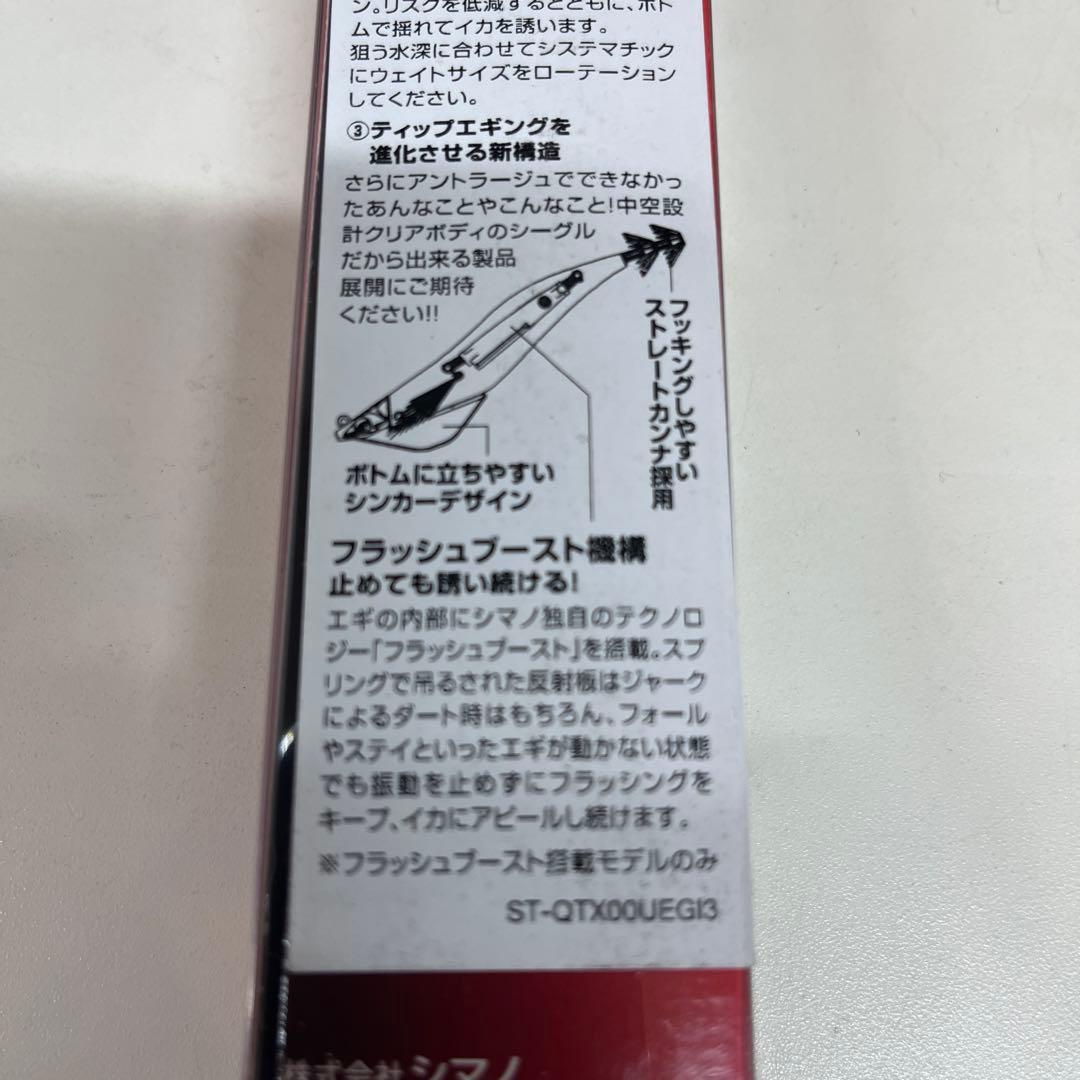 ン。リスクを低減するとともに、ボト
ムで揺れてイカを誘います。
狙う水深に合わせてシステマチック
にウェイトサイズをローテーション
してください。
③ティップエギングを
進化させる新構造
さらにアントラージュでできなかっ
たあんなことやこんなこと!中空設
計クリアボディのシーグル
だから出来る製品
展開にご期待
ください!!
フッキングしやすい
ストレートカンナ採用
ボトムに立ちやすい
シンカーデザイン
フラッシュブースト機構
止めても誘い続ける!
エギの内部にシマノ独自のテクノロ
ジー「フラッシュブースト」を搭載。スプ
リングで吊るされた反射板はジャーク
によるダート時はもちろん、フォール
やステイといったエギが動かない状態
でも振動を止めずにフラッシングを
キープ、イカにアピールし続けます。
※フラッシュブースト搭載モデルのみ
ST-QTX00UEGI3
株式会社シマノ